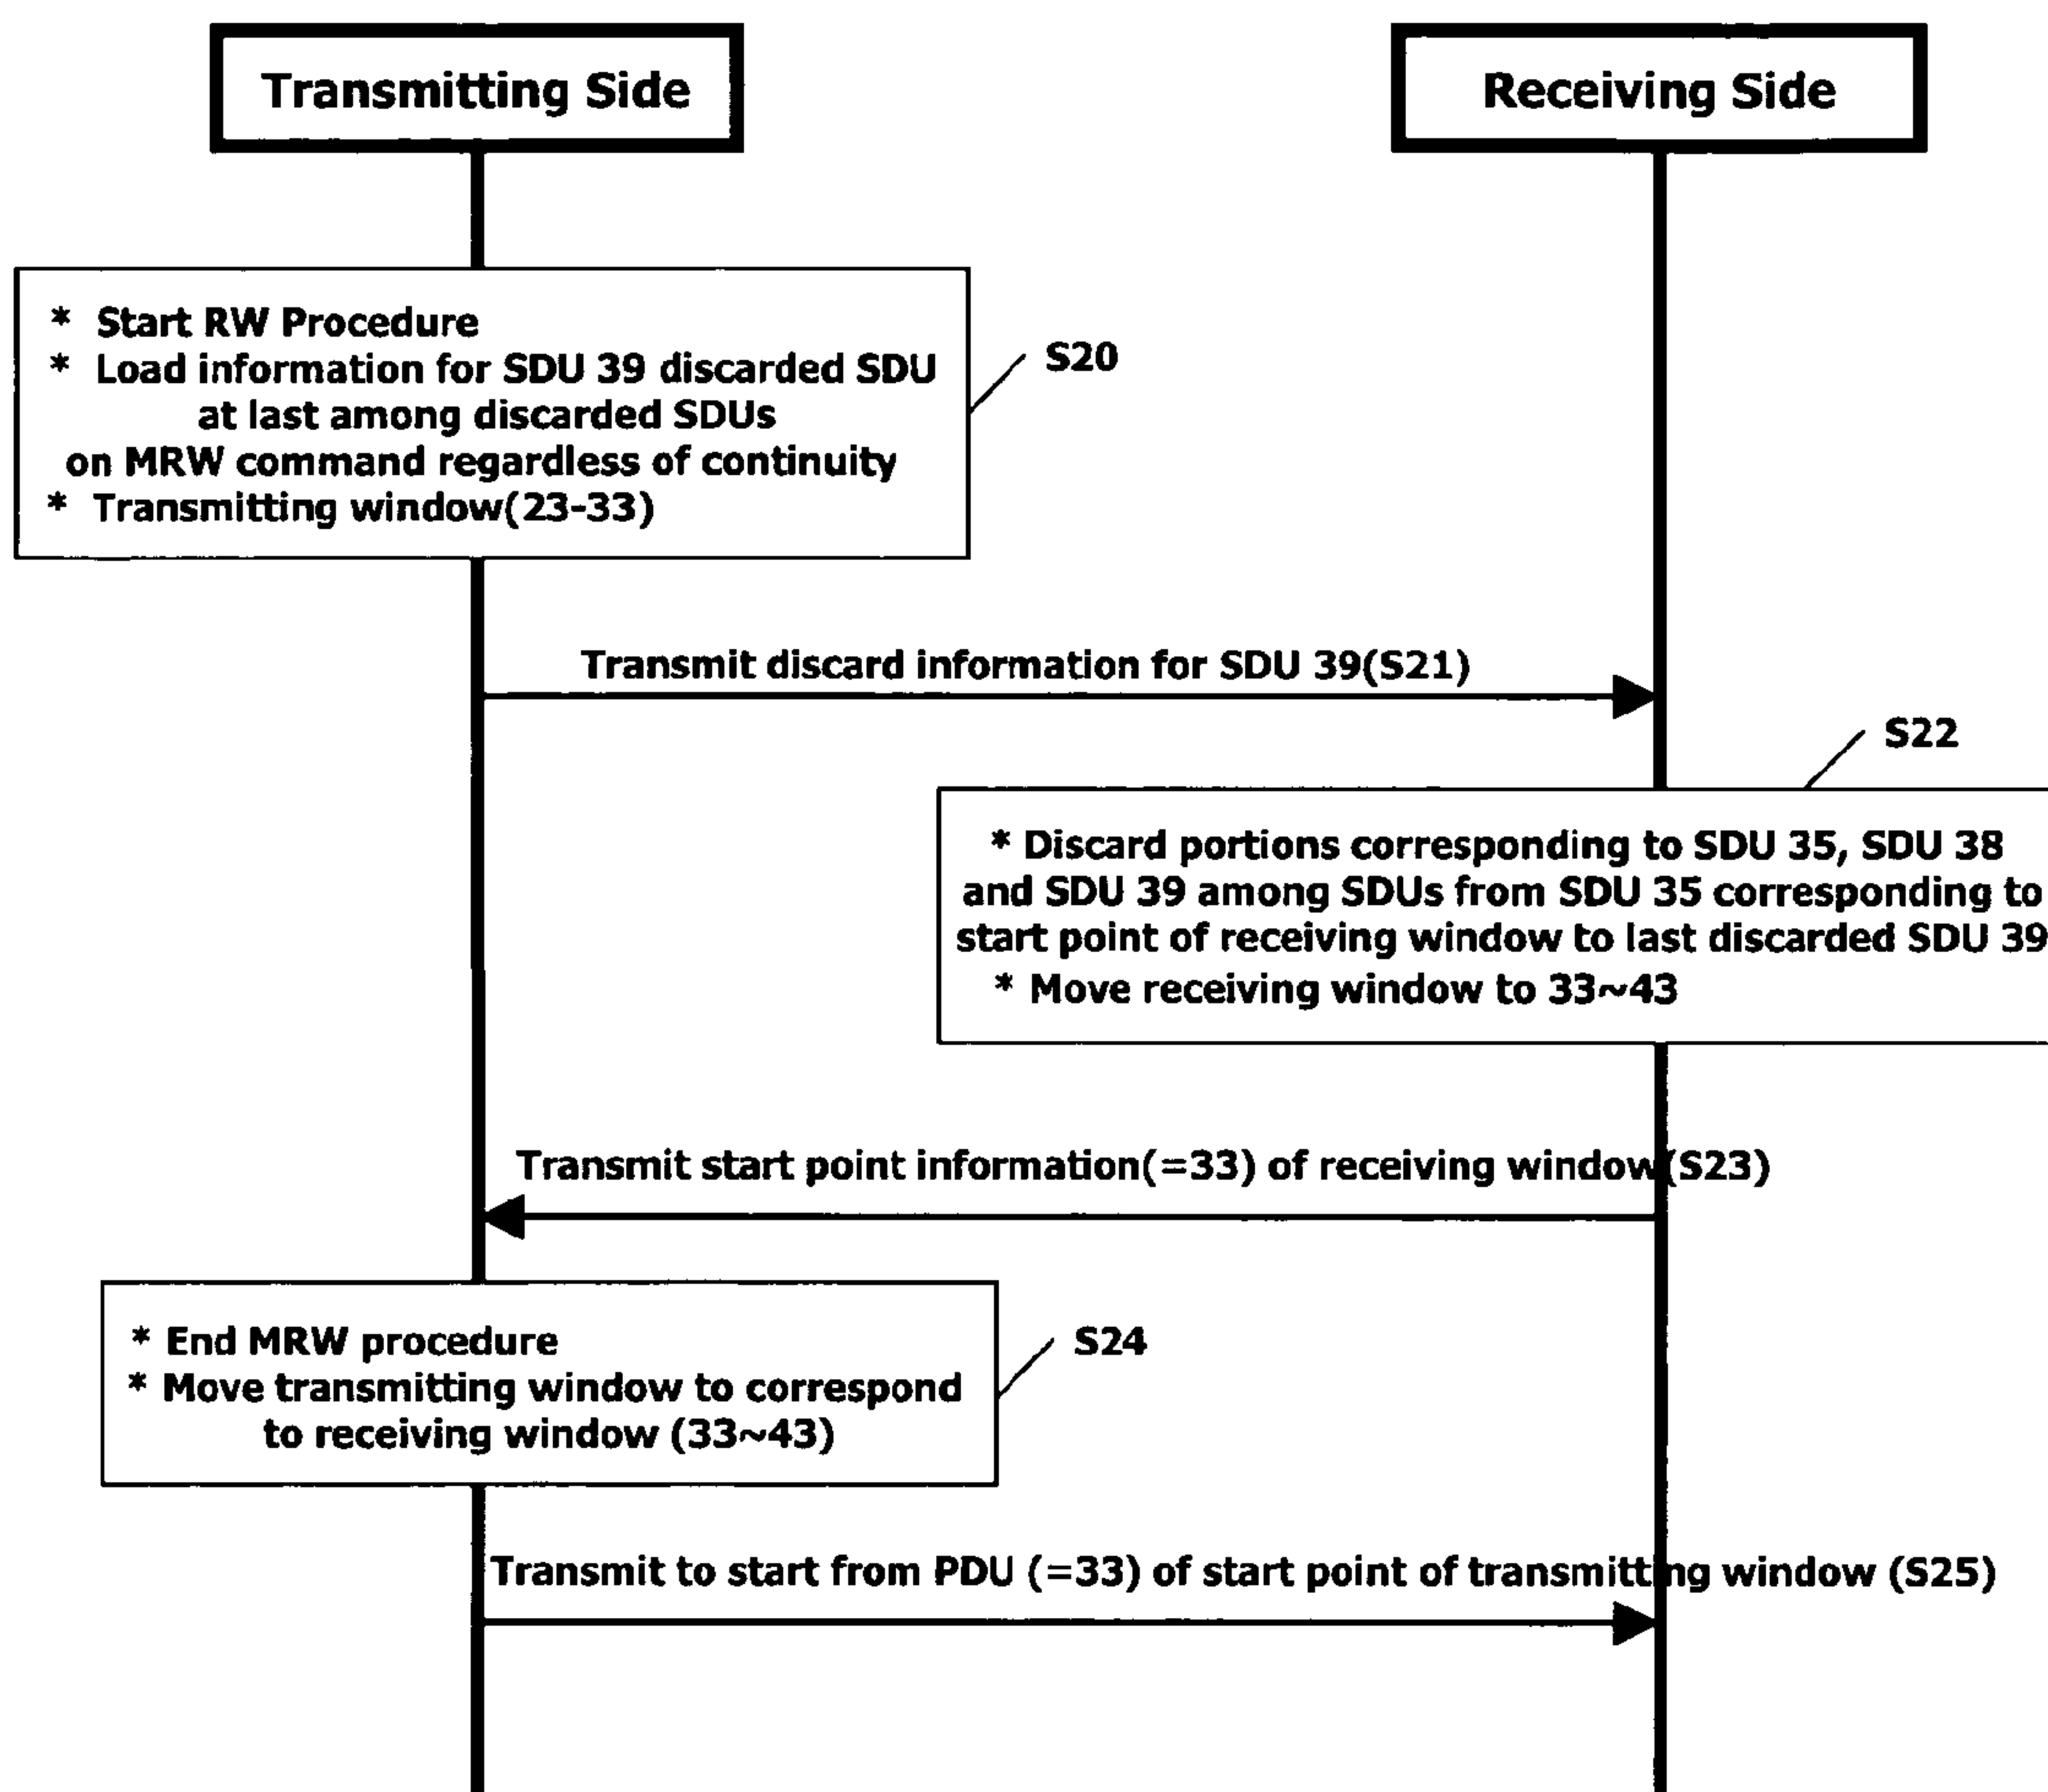 Transmitting Side
Receiving Side
* Start RW Procedure
* Load information for SDU 39 discarded SDU
at last among discarded SDUs
on MRW command regardless of continuity
* Transmitting window(23-33)
S20
Transmit discard information for SDU 39(S21)
S22
* Discard portions corresponding to SDU 35, SDU 38
and SDU 39 among SDUs from SDU 35 corresponding to
start point of receiving window to last discarded SDU 39
* Move receiving window to 33~43
Transmit start point information(=33) of receiving window(S23)
* End MRW procedure
* Move transmitting window to correspond
to receiving window (33~43)
S24
Transmit to start from PDU (=33) of start point of transmitting window (S25)